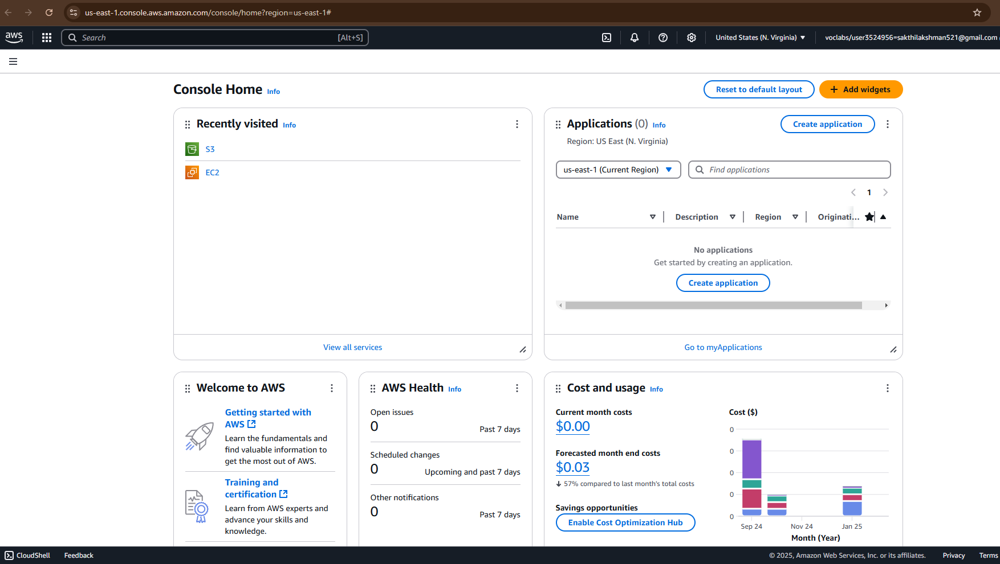 us-east-1.console.aws.amazon.com/console/home?region=us-east-1#
aws
Search
[Alt+S]
United States (N. Virginia)
voclabs/user3524956=sakthilakshman521@gmail.com
Console Home Info
Reset to default layout
+ Add widgets
Recently visited Info
S3
EC2
View all services
Applications (0) Info
Create application
Region: US East (N. Virginia)
us-east-1 (Current Region)
Find applications
1
Name
Description
Region
Originati...
No applications
Get started by creating an application.
Create application
Go to myApplications
Welcome to AWS
Getting started with
AWS
Learn the fundamentals and
find valuable information to
get the most out of AWS.
Training and
certification
Learn from AWS experts and
advance your skills and
knowledge.
AWS Health Info
Open issues
0
Past 7 days
Scheduled changes
0
Upcoming and past 7 days
Other notifications
0
Past 7 days
Cost and usage Info
Current month costs
$0.00
Forecasted month end costs
$0.03
57% compared to last month's total costs
Savings opportunities
Enable Cost Optimization Hub
Cost ($)
0
0
0
0
0
Sep 24
Nov 24
Jan 25
Month (Year)
CloudShell
Feedback
© 2025, Amazon Web Services, Inc. or its affiliates.
Privacy
Terms